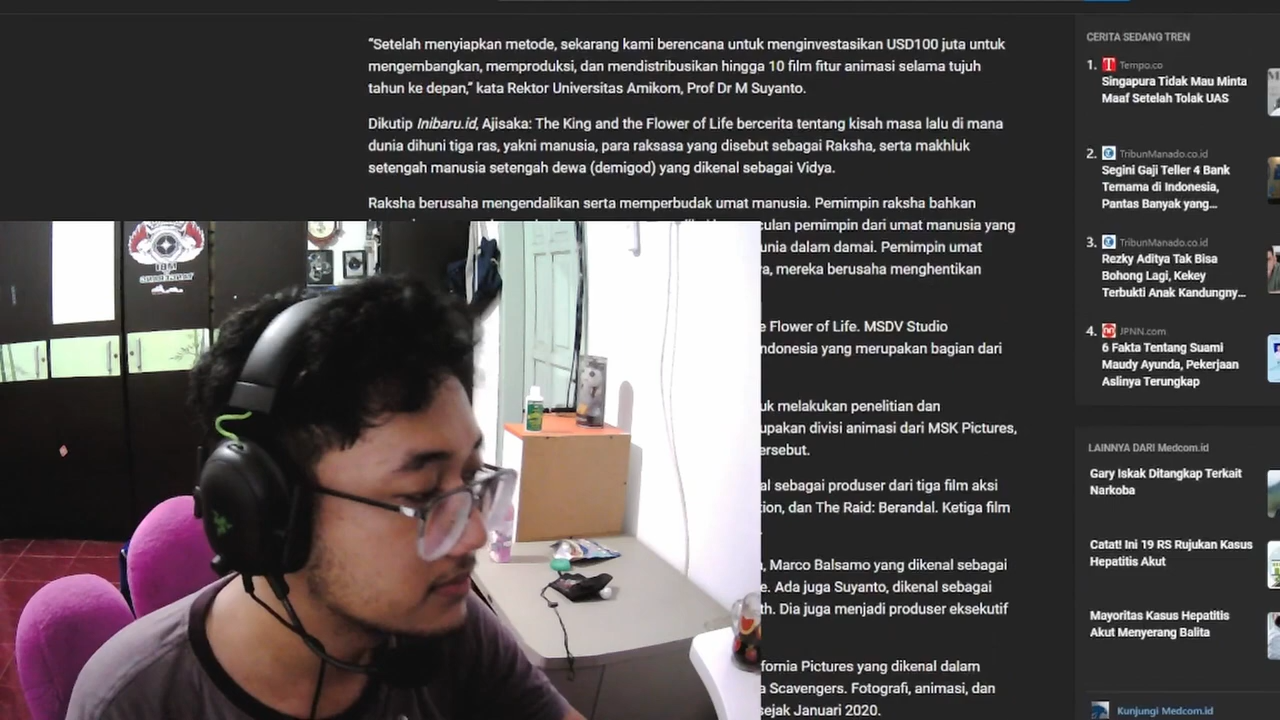 “Setelah menyiapkan metode, sekarang kami berencana untuk menginvestasikan USD100 juta untuk
mengembangkan, memproduksi, dan mendistribusikan hingga 10 film fitur animasi selama tujuh
tahun ke depan,” kata Rektor Universitas Amikom, Prof Dr M Suyanto.
Dikutip Inibaru.id, Ajisaka: The King and the Flower of Life bercerita tentang kisah masa lalu di mana
dunia dihuni tiga ras, yakni manusia, para raksasa yang disebut sebagai Raksha, serta makhluk
setengah manusia setengah dewa (demigod) yang dikenal sebagai Vidya.
Raksha berusaha mengendalikan serta memperbudak umat manusia. Pemimpin raksha bahkan
culan pemimpin dari umat manusia yang
unia dalam damai. Pemimpin umat
a, mereka berusaha menghentikan
e Flower of Life. MSDV Studio
ndonesia yang merupakan bagian dari
uk melakukan penelitian dan
upakan divisi animasi dari MSK Pictures,
ersebut.
al sebagai produser dari tiga film aksi
tion, dan The Raid: Berandal. Ketiga film
, Marco Balsamo yang dikenal sebagai
e. Ada juga Suyanto, dikenal sebagai
th. Dia juga menjadi produser eksekutif
fornia Pictures yang dikenal dalam
a Scavengers. Fotografi, animasi, dan
sejak Januari 2020.
CERITA SEDANG TREN
1. Tempo.co
Singapura Tidak Mau Minta
Maaf Setelah Tolak UAS
2. TribunManado.co.id
Segini Gaji Teller 4 Bank
Ternama di Indonesia,
Pantas Banyak yang...
3. TribunManado.co.id
Rezky Aditya Tak Bisa
Bohong Lagi, Kekey
Terbukti Anak Kandungny...
4. JPNN.com
6 Fakta Tentang Suami
Maudy Ayunda, Pekerjaan
Aslinya Terungkap
LAINNYA DARI Medcom.id
Gary Iskak Ditangkap Terkait
Narkoba
Catat! Ini 19 RS Rujukan Kasus
Hepatitis Akut
Mayoritas Kasus Hepatitis
Akut Menyerang Balita
Kunjungi Medcom.id